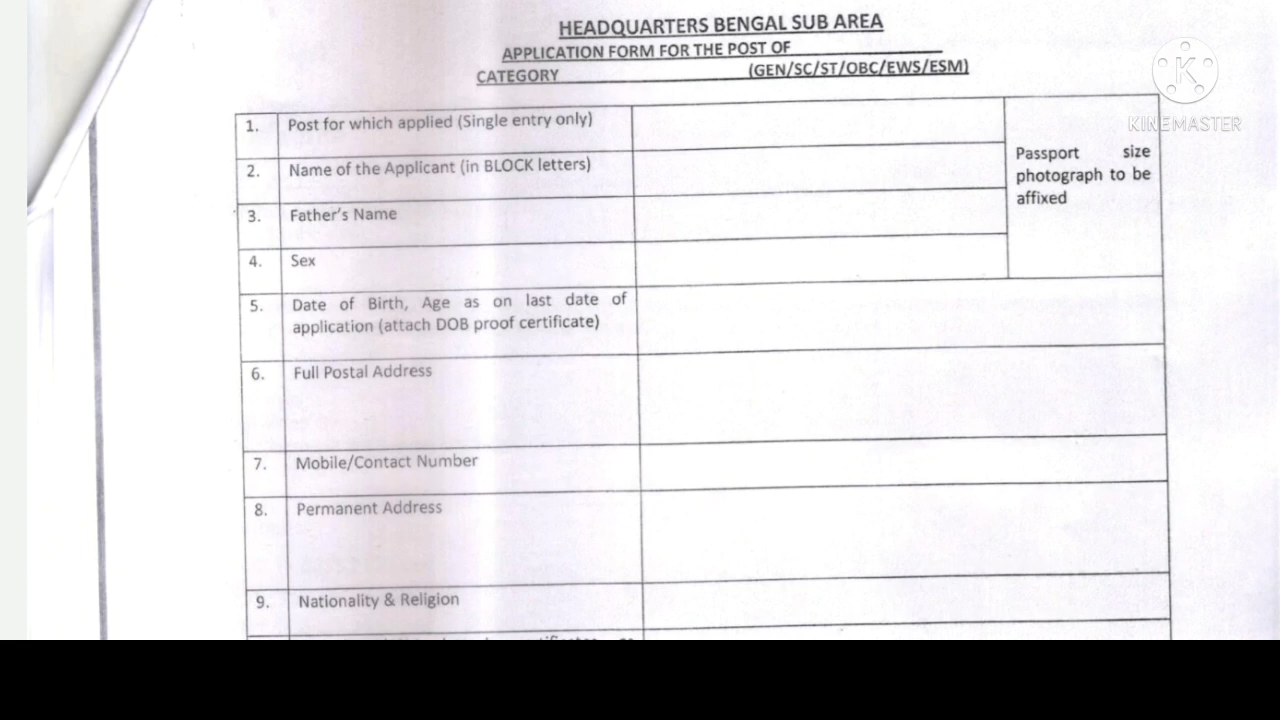 HEADQUARTERS BENGAL SUB AREA
APPLICATION FORM FOR THE POST OF ____________
CATEGORY ____________ (GEN/SC/ST/OBC/EWS/ESM)
KINEMASTER
1. Post for which applied (Single entry only)
2. Name of the Applicant (in BLOCK letters)
Passport size
photograph to be
affixed
3. Father's Name
4. Sex
5. Date of Birth, Age as on last date of
application (attach DOB proof certificate)
6. Full Postal Address
7. Mobile/Contact Number
8. Permanent Address
9. Nationality & Religion